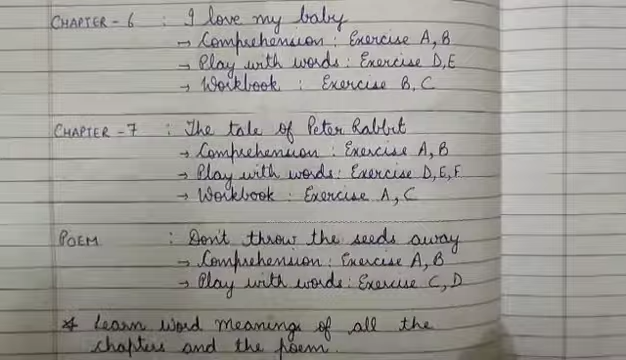 CHAPTER - 6 : I love my baby
→ Comprehension : Exercise A, B
→ Play with words : Exercise D, E
→ Workbook : Exercise B, C
CHAPTER - 7 : The tale of Peter Rabbit
→ Comprehension : Exercise A, B
→ Play with words : Exercise D, E, F
→ Workbook : Exercise A, C
POEM : Don't throw the seeds away
→ Comprehension : Exercise A, B
→ Play with words : Exercise C, D
* Learn word meanings of all the
chapters and the poem.